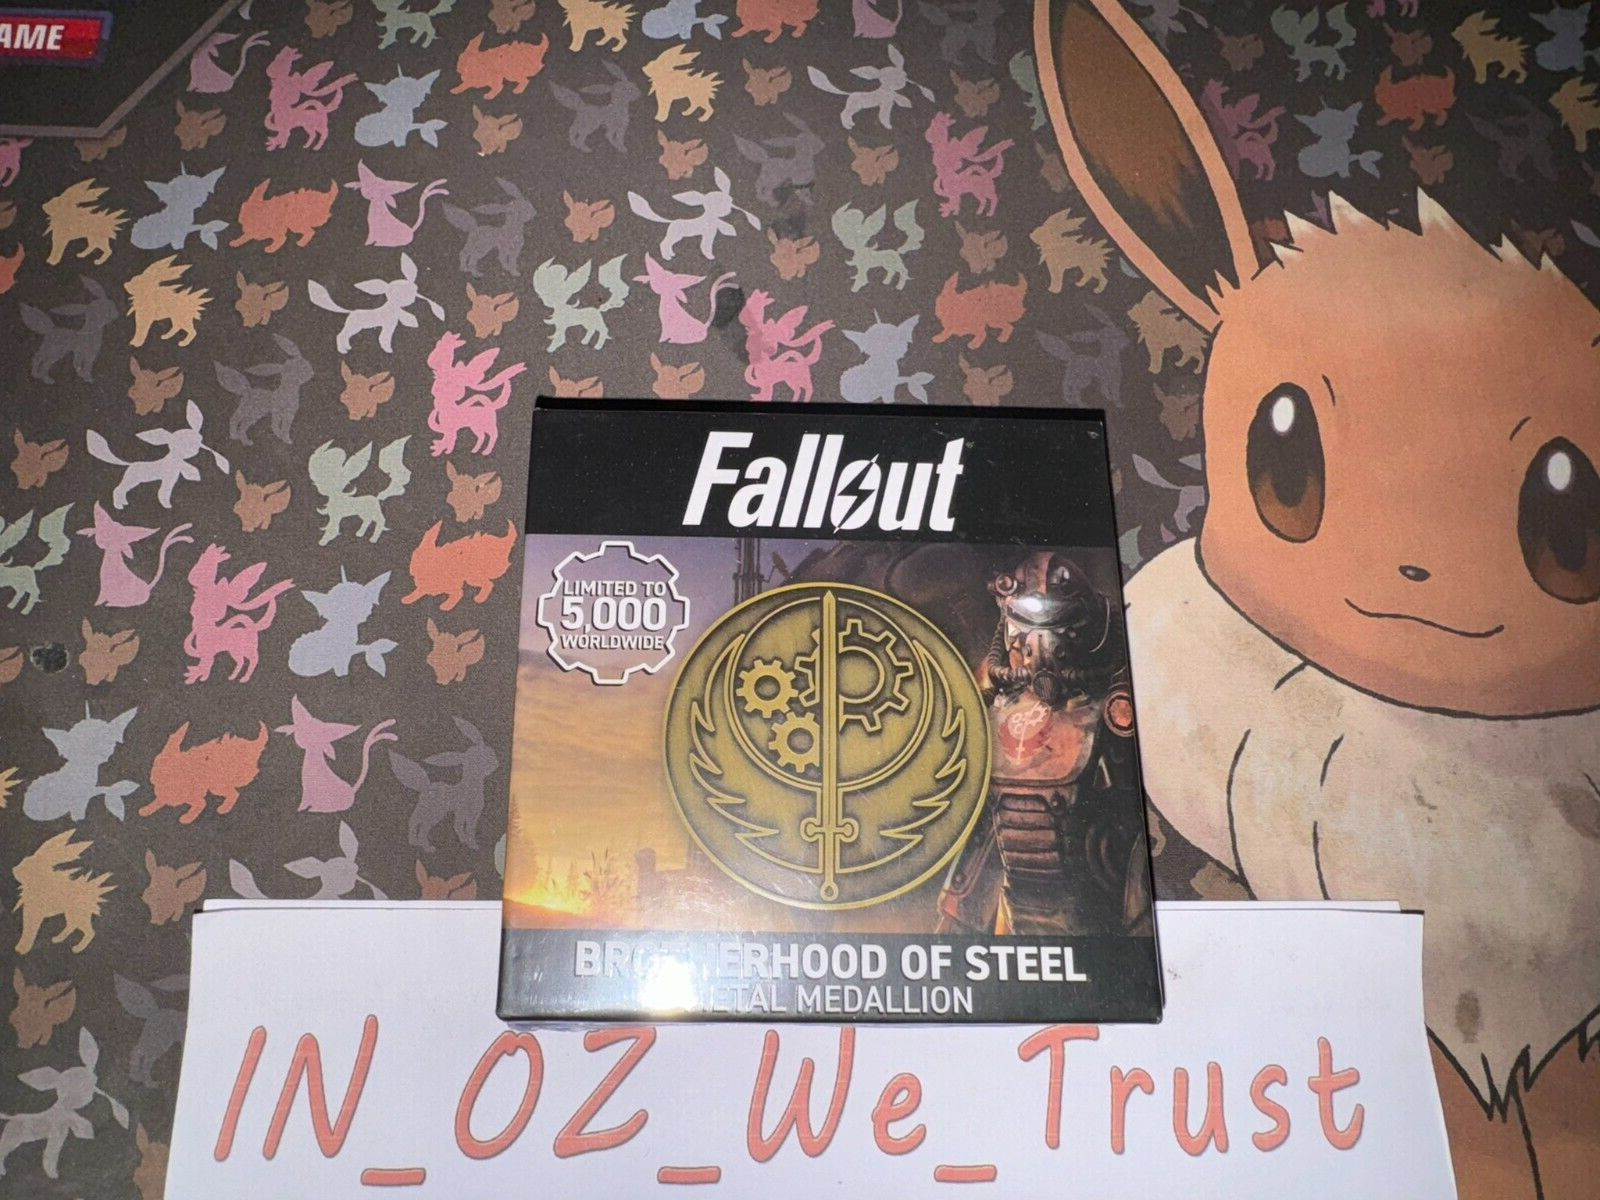 AME
Fallout
LIMITED TO
5,000
WORLDWIDE
BROTHERHOOD OF STEEL
METAL MEDALLION
IN_OZ_We_Trust